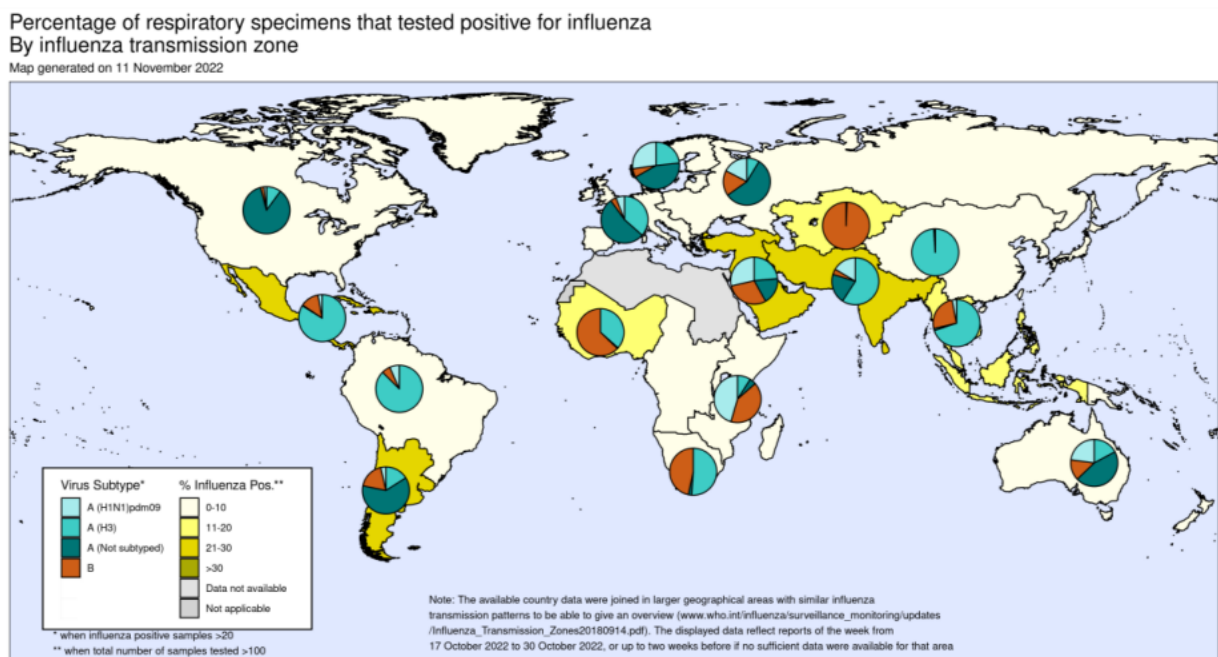 Percentage of respiratory specimens that tested positive for influenza
By influenza transmission zone
Map generated on 11 November 2022
Virus Subtype*
A (H1N1)pdm09
A (H3)
A (Not subtyped)
B
% Influenza Pos.**
0-10
11-20
21-30
>30
Data not available
Not applicable
* when influenza positive samples >20
** when total number of samples tested >100
Note: The available country data were joined in larger geographical areas with similar influenza
transmission patterns to be able to give an overview (www.who.int/influenza/surveillance_monitoring/updates
/Influenza_Transmission_Zones20180914.pdf). The displayed data reflect reports of the week from
17 October 2022 to 30 October 2022, or up to two weeks before if no sufficient data were available for that area